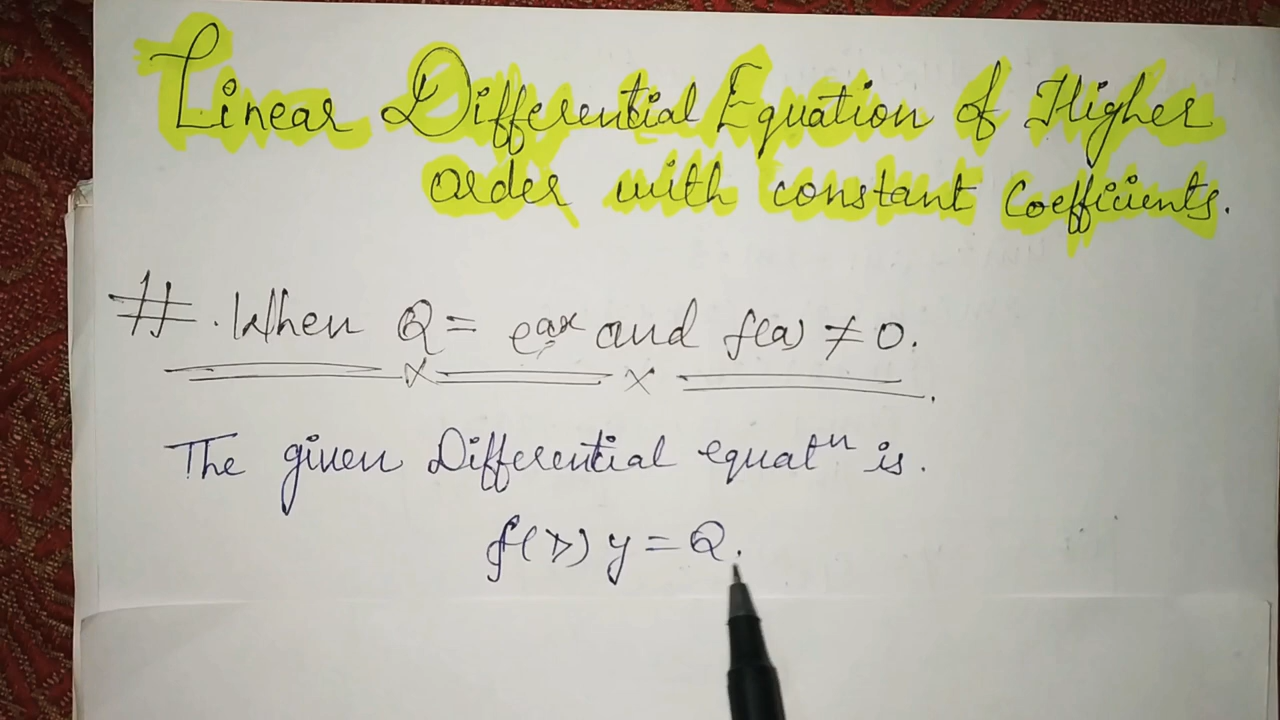 Linear Differential Equation of Higher
order with constant Coefficients.
#. When Q = e^ax and f(a) ≠ 0.
The given Differential equatⁿ is.
f(D) y = Q.